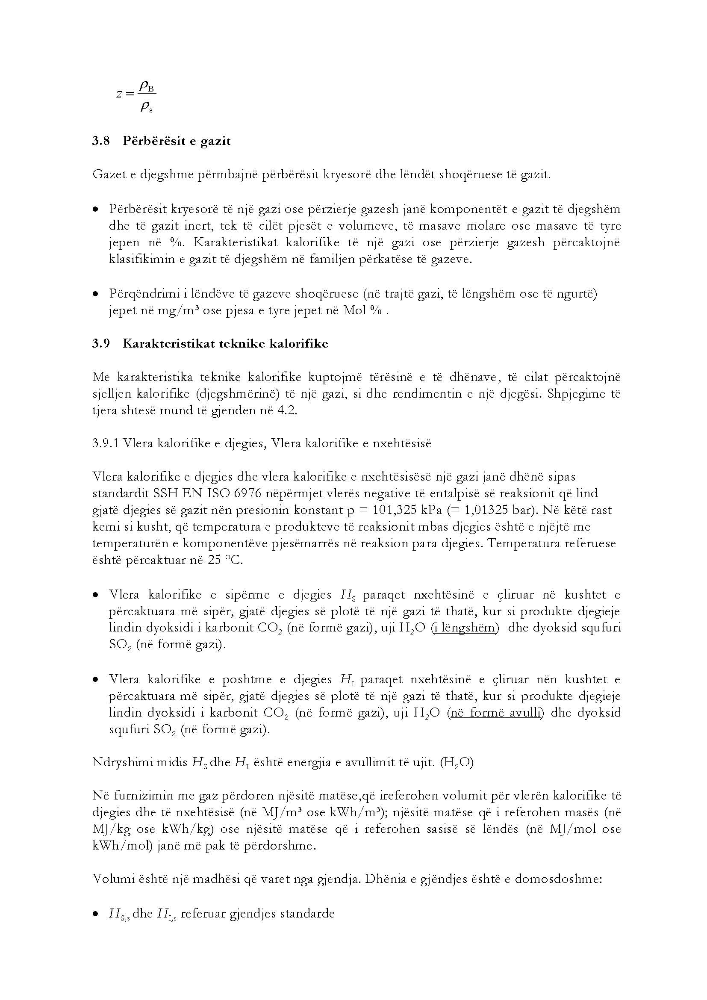 z = ρB / ρs
3.8 Përbërësit e gazit
Gazet e djegshme përmbajnë përbërësit kryesorë dhe lëndët shoqëruese të gazit.
• Përbërësit kryesorë të një gazi ose përzierje gazesh janë komponentët e gazit të djegshëm
dhe të gazit inert, tek të cilët pjesët e volumeve, të masave molare ose masave të tyre
jepen në %. Karakteristikat kalorifike të një gazi ose përzierje gazesh përcaktojnë
klasifikimin e gazit të djegshëm në familjen përkatëse të gazeve.
• Përqëndrimi i lëndëve të gazeve shoqëruese (në trajtë gazi, të lëngshëm ose të ngurtë)
jepet në mg/m³ ose pjesa e tyre jepet në Mol % .
3.9 Karakteristikat teknike kalorifike
Me karakteristika teknike kalorifike kuptojmë tërësinë e të dhënave, të cilat përcaktojnë
sjelljen kalorifike (djegshmërinë) të një gazi, si dhe rendimentin e një djegësi. Shpjegime të
tjera shtesë mund të gjenden në 4.2.
3.9.1 Vlera kalorifike e djegies, Vlera kalorifike e nxehtësisë
Vlera kalorifike e djegies dhe vlera kalorifike e nxehtësisësë një gazi janë dhënë sipas
standardit SSH EN ISO 6976 nëpërmjet vlerës negative të entalpisë së reaksionit që lind
gjatë djegies së gazit nën presionin konstant p = 101,325 kPa (= 1,01325 bar). Në këtë rast
kemi si kusht, që temperatura e produkteve të reaksionit mbas djegies është e njëjtë me
temperaturën e komponentëve pjesëmarrës në reaksion para djegies. Temperatura referuese
është përcaktuar në 25 °C.
• Vlera kalorifike e sipërme e djegies HS paraqet nxehtësinë e çliruar në kushtet e
përcaktuara më sipër, gjatë djegies së plotë të një gazi të thatë, kur si produkte djegieje
lindin dyoksidi i karbonit CO₂ (në formë gazi), uji H₂O (i lëngshëm) dhe dyoksid squfuri
SO₂ (në formë gazi).
• Vlera kalorifike e poshtme e djegies HI paraqet nxehtësinë e çliruar nën kushtet e
përcaktuara më sipër, gjatë djegies së plotë të një gazi të thatë, kur si produkte djegieje
lindin dyoksidi i karbonit CO₂ (në formë gazi), uji H₂O (në formë avulli) dhe dyoksid
squfuri SO₂ (në formë gazi).
Ndryshimi midis HS dhe HI është energjia e avullimit të ujit. (H₂O)
Në furnizimin me gaz përdoren njësitë matëse,që ireferohen volumit për vlerën kalorifike të
djegies dhe të nxehtësisë (në MJ/m³ ose kWh/m³); njësitë matëse që i referohen masës (në
MJ/kg ose kWh/kg) ose njësitë matëse që i referohen sasisë së lëndës (në MJ/mol ose
kWh/mol) janë më pak të përdorshme.
Volumi është një madhësi që varet nga gjendja. Dhënia e gjëndjes është e domosdoshme:
• HS,s dhe HI,s referuar gjendjes standarde